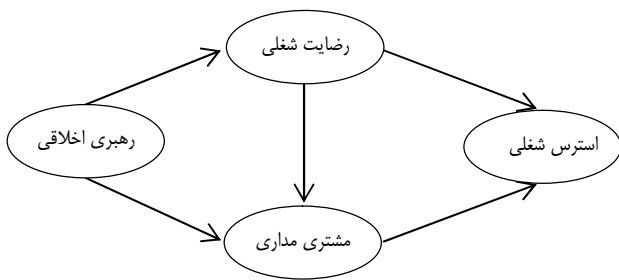 رضایت شغلی
رهبری اخلاقی
استرس شغلی
مشتری مداری